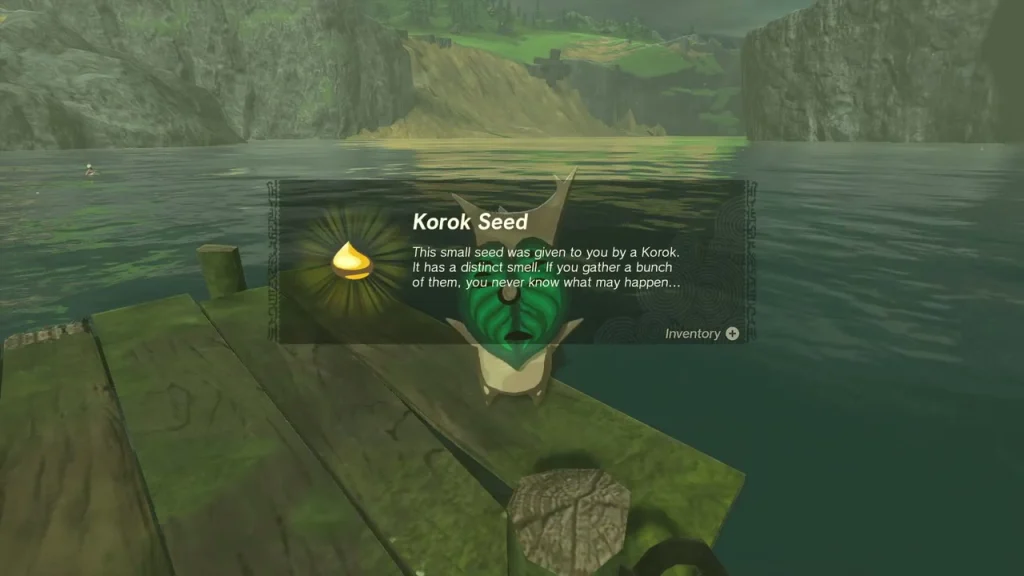 Korok Seed
This small seed was given to you by a Korok.
It has a distinct smell. If you gather a bunch
of them, you never know what may happen...
Inventory +